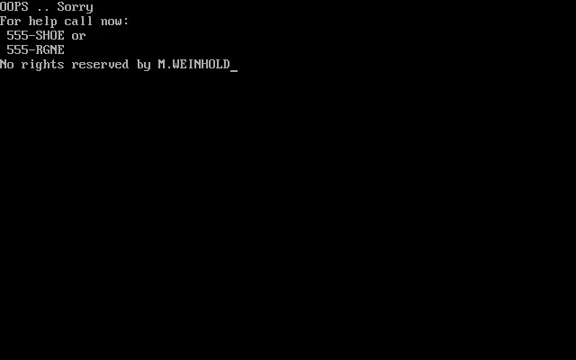 OOPS .. Sorry
For help call now:
555-SHOE or
555-RGNE
No rights reserved by M.WEINHOLD_